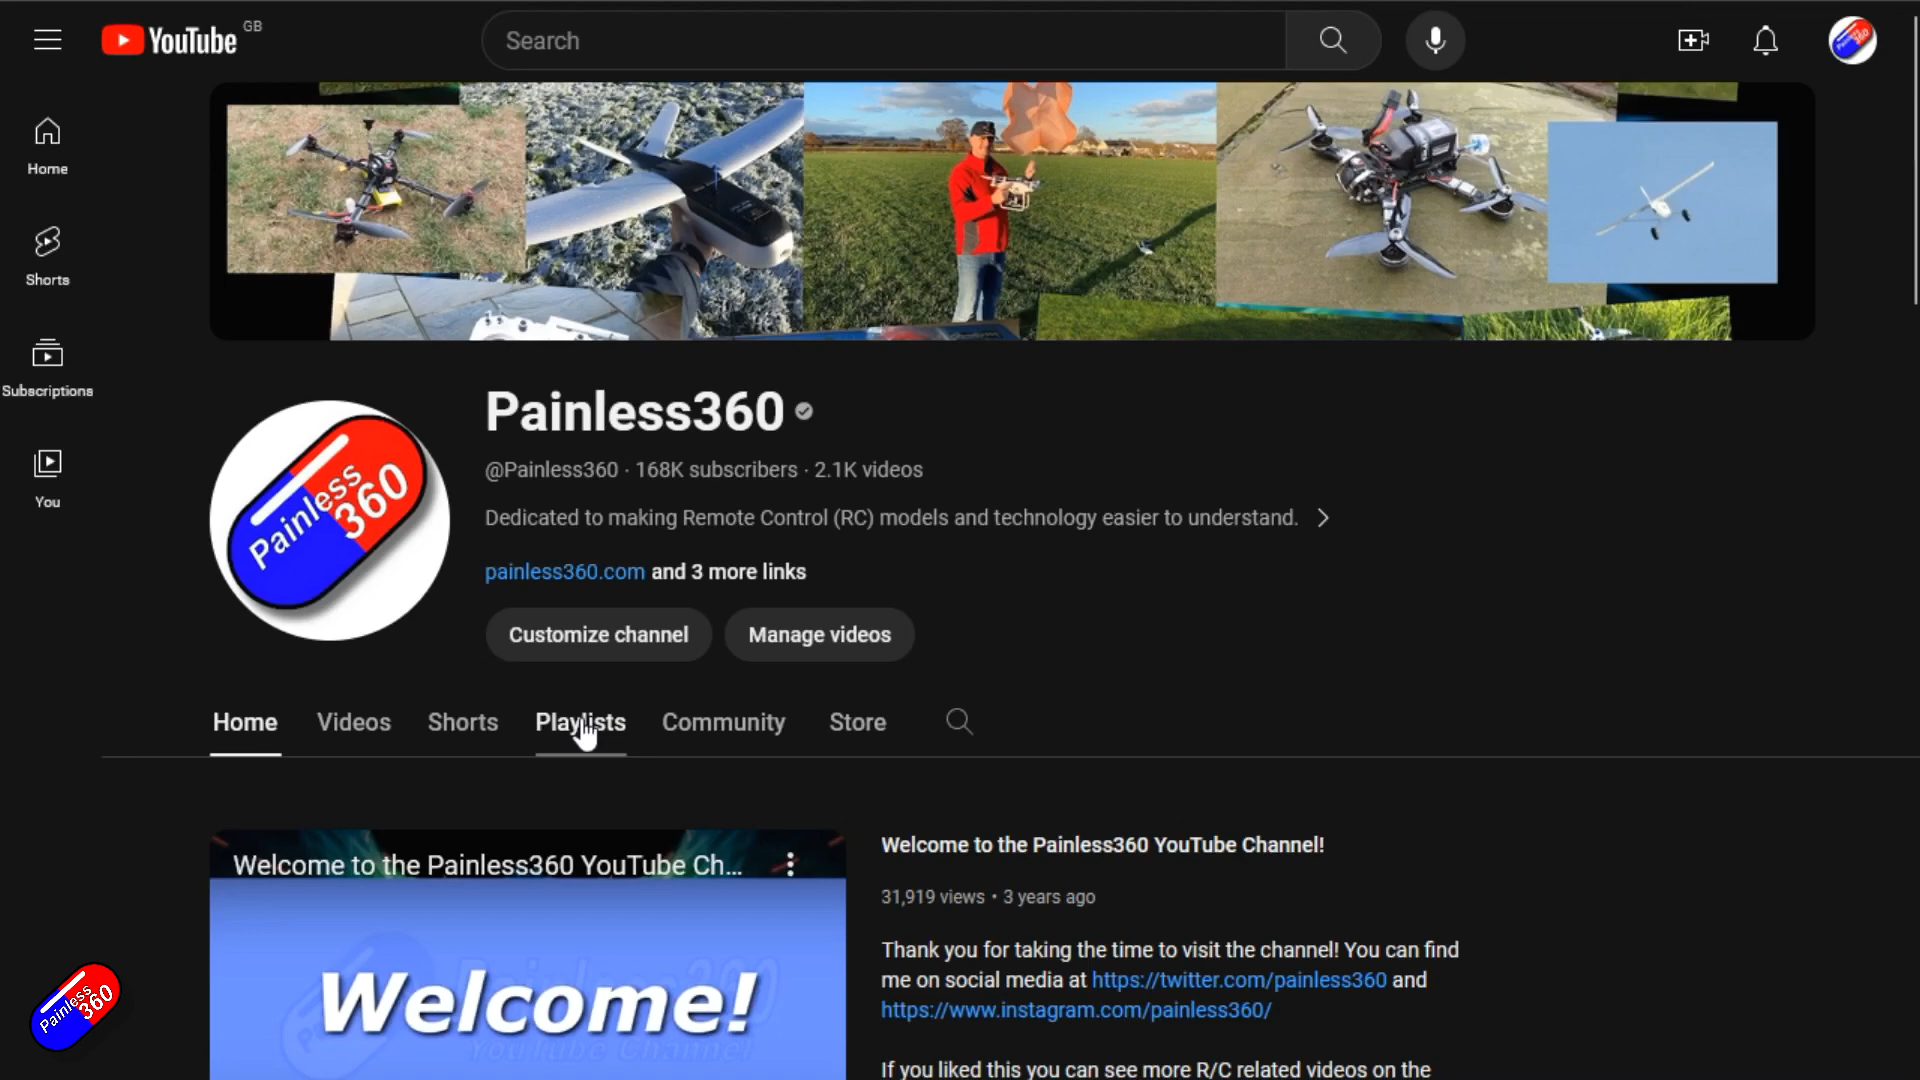 YouTube GB
Search
Home
Shorts
Subscriptions
You
Painless360
Painless
360
@Painless360 · 168K subscribers · 2.1K videos
Dedicated to making Remote Control (RC) models and technology easier to understand.
painless360.com and 3 more links
Customize channel
Manage videos
Home
Videos
Shorts
Playlists
Community
Store
Welcome to the Painless360 YouTube Ch...
Welcome!
YouTube Channel!
Welcome to the Painless360 YouTube Channel!
31,919 views • 3 years ago
Thank you for taking the time to visit the channel! You can find
me on social media at https://twitter.com/painless360 and
https://www.instagram.com/painless360/
If you liked this you can see more R/C related videos on the
Painless
360